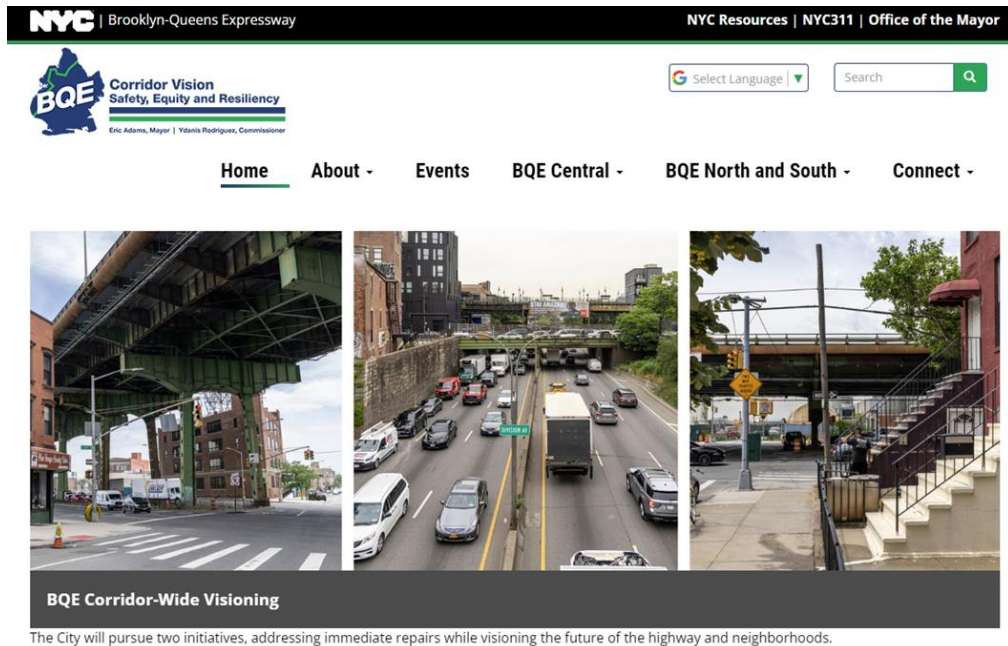 NYC | Brooklyn-Queens Expressway
NYC Resources | NYC311 | Office of the Mayor
BQE
Corridor Vision
Safety, Equity and Resiliency
Eric Adams, Mayor | Ydanis Rodriguez, Commissioner
G Select Language ▼
Search
Home About BQE Central BQE North and South Connect
DIVISION AV
BQE Corridor-Wide Visioning
The City will pursue two initiatives, addressing immediate repairs while visioning the future of the highway and neighborhoods.